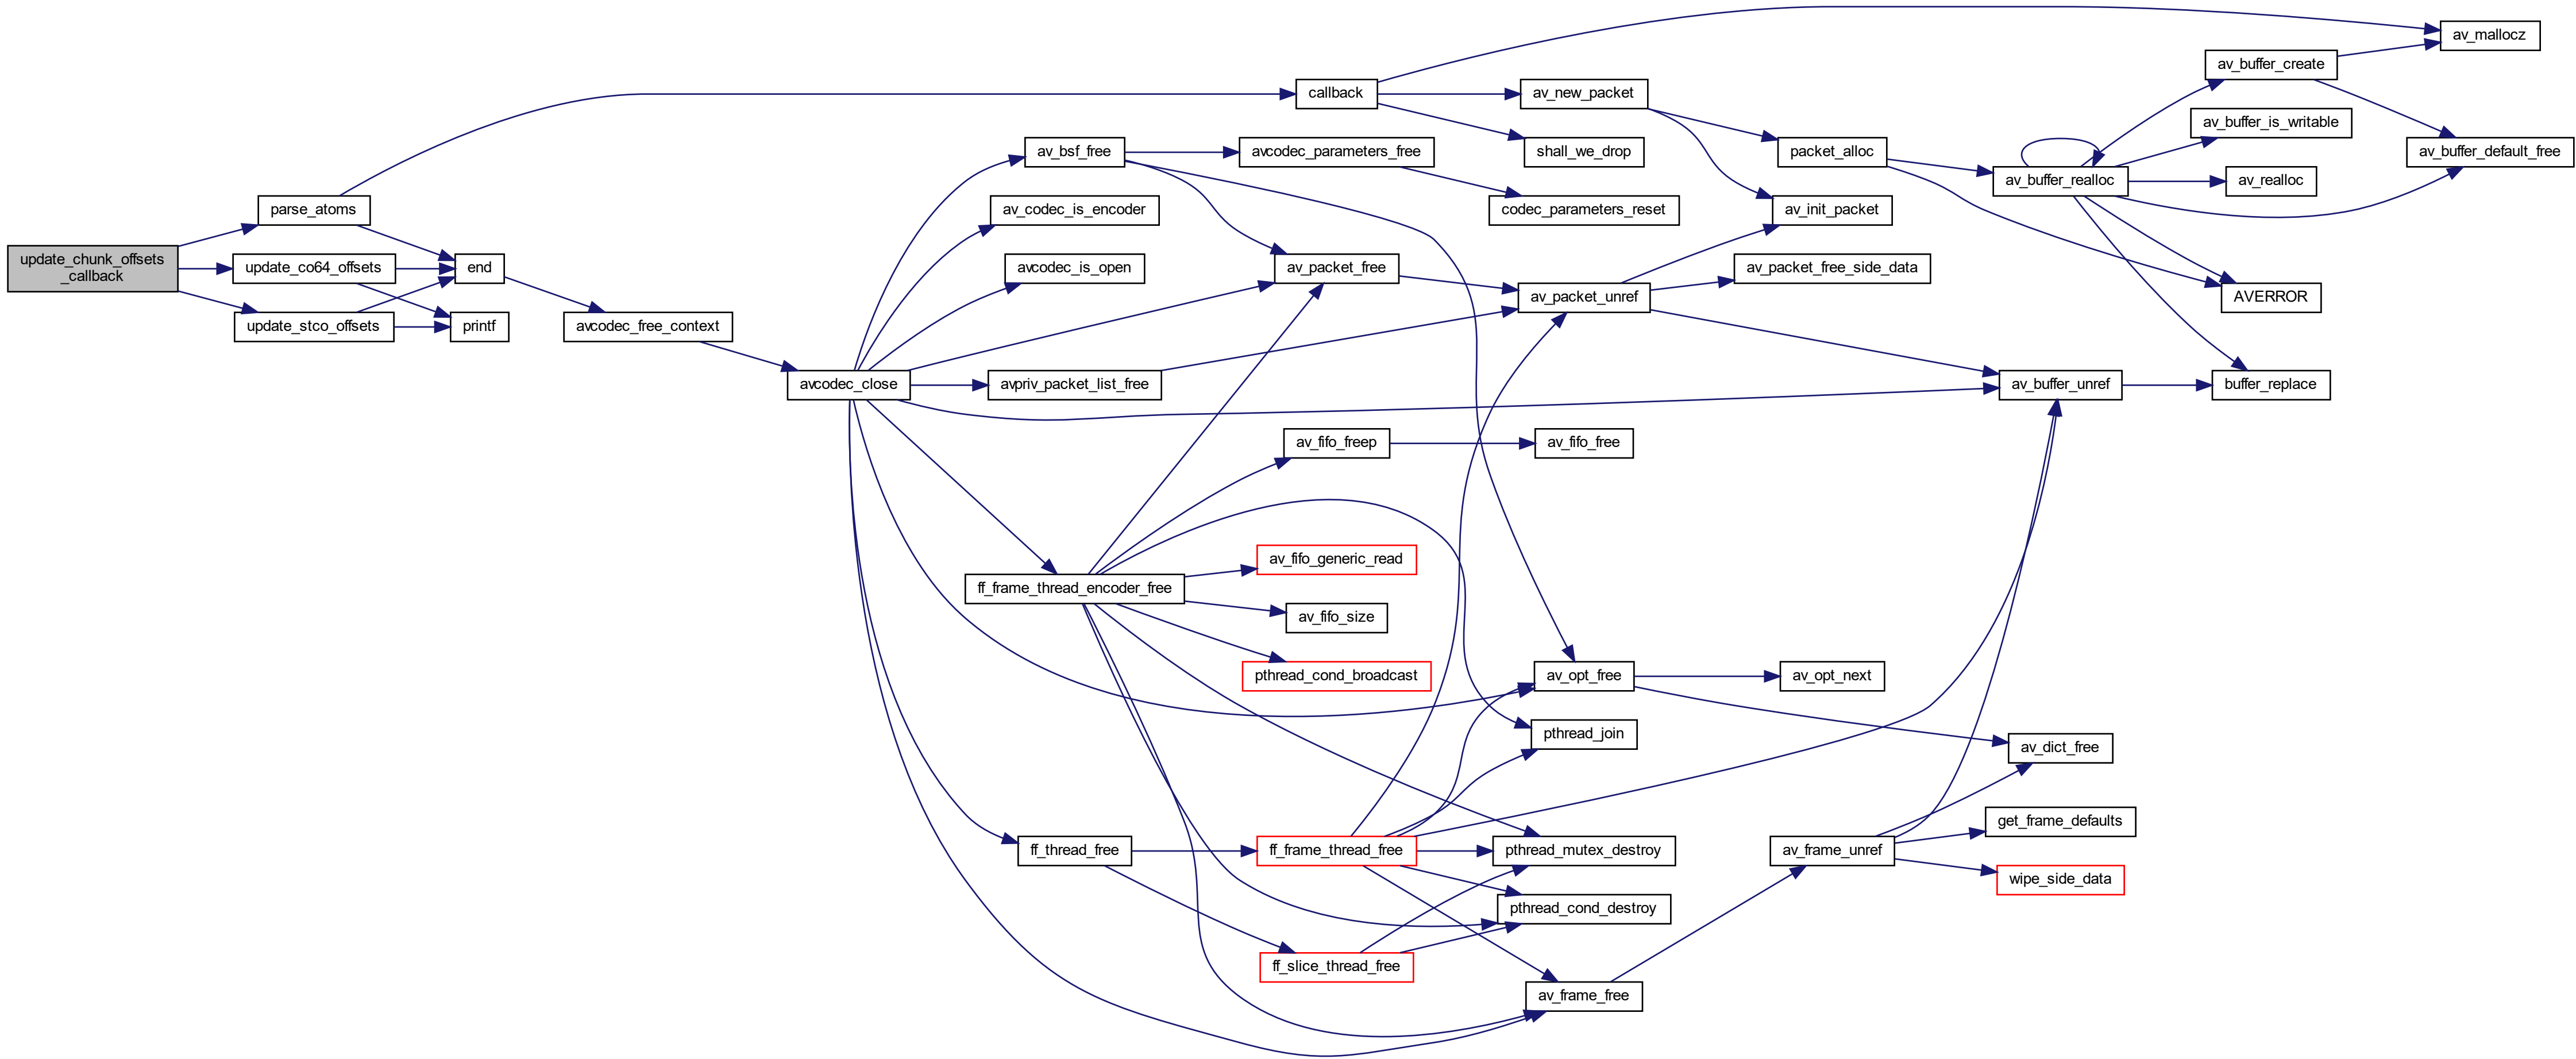 update_chunk_offsets
_callback
parse_atoms
update_co64_offsets
update_stco_offsets
end
printf
avcodec_free_context
avcodec_close
av_bsf_free
av_codec_is_encoder
avcodec_is_open
avpriv_packet_list_free
ff_frame_thread_encoder_free
ff_thread_free
callback
avcodec_parameters_free
av_packet_free
av_fifo_freep
av_fifo_generic_read
av_fifo_size
pthread_cond_broadcast
ff_frame_thread_free
ff_slice_thread_free
av_new_packet
shall_we_drop
codec_parameters_reset
av_packet_unref
av_fifo_free
av_opt_free
pthread_join
pthread_mutex_destroy
pthread_cond_destroy
av_frame_free
packet_alloc
av_init_packet
av_packet_free_side_data
av_opt_next
av_frame_unref
av_buffer_realloc
av_buffer_unref
av_dict_free
get_frame_defaults
wipe_side_data
av_buffer_create
av_buffer_is_writable
av_realloc
AVERROR
buffer_replace
av_mallocz
av_buffer_default_free